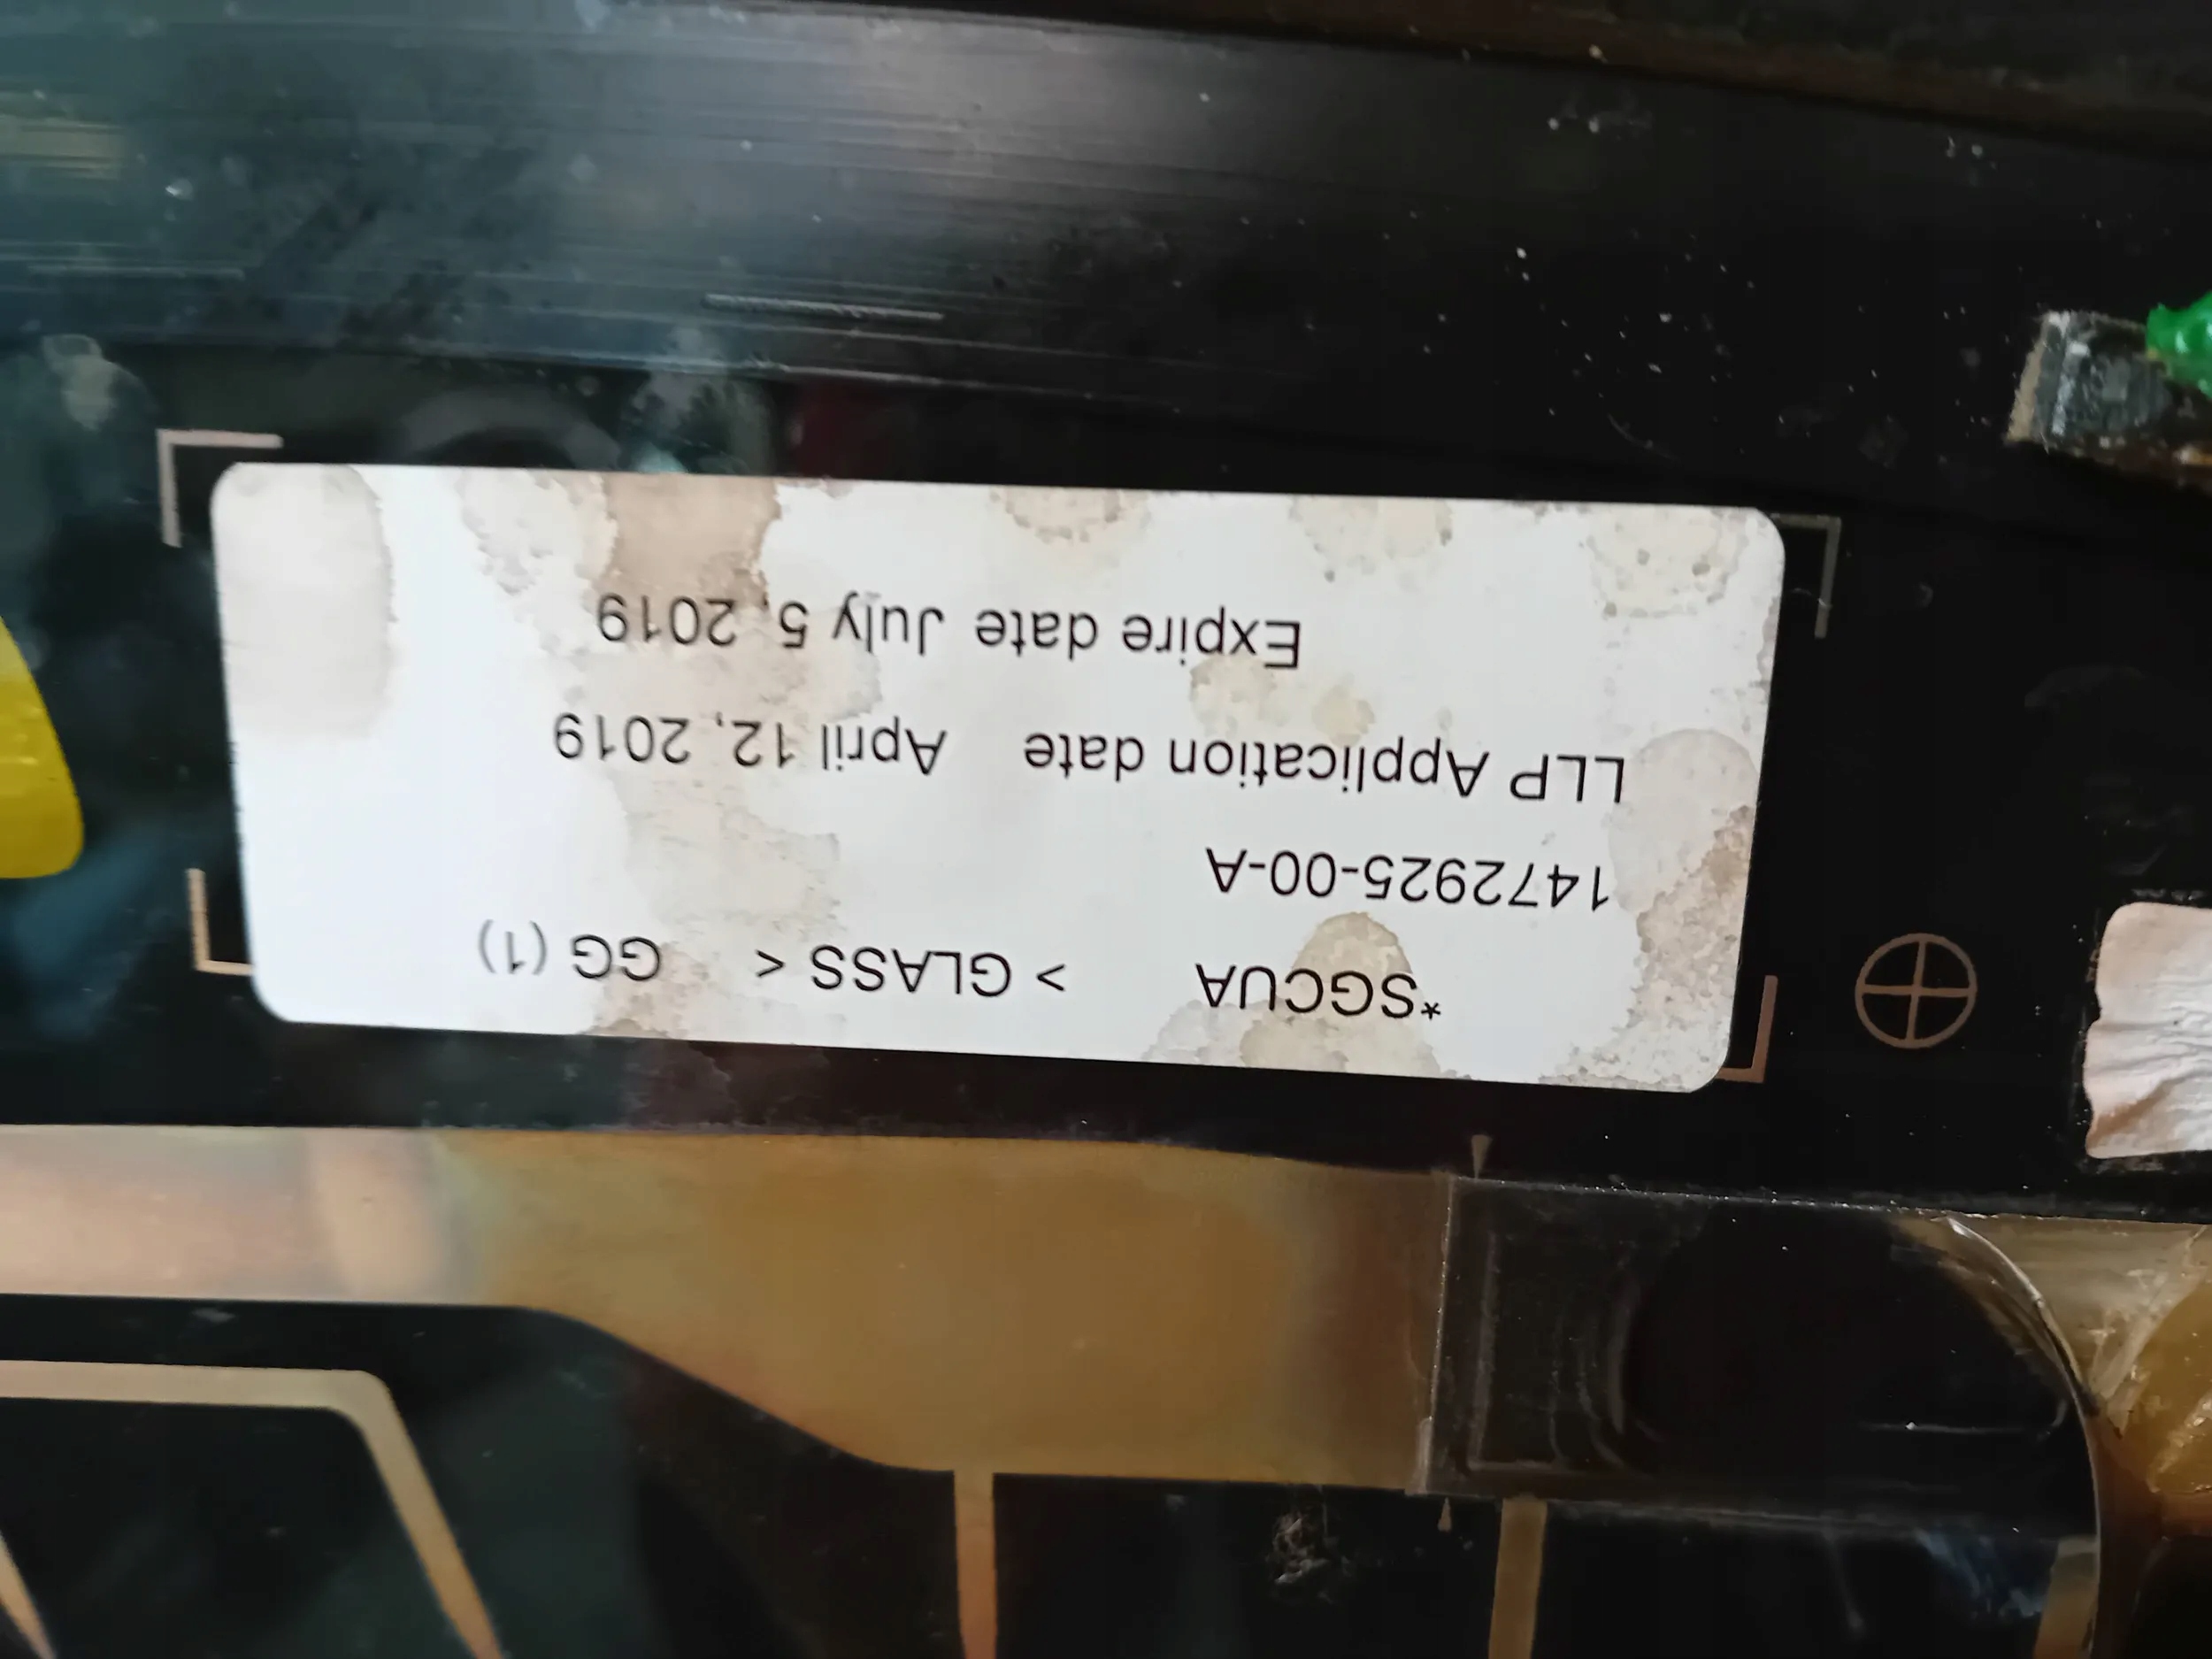 *SGCUA > GLASS < GG (1)
1472925-00-A
LLP Application date April 12, 2019
Expire date July 5, 2019